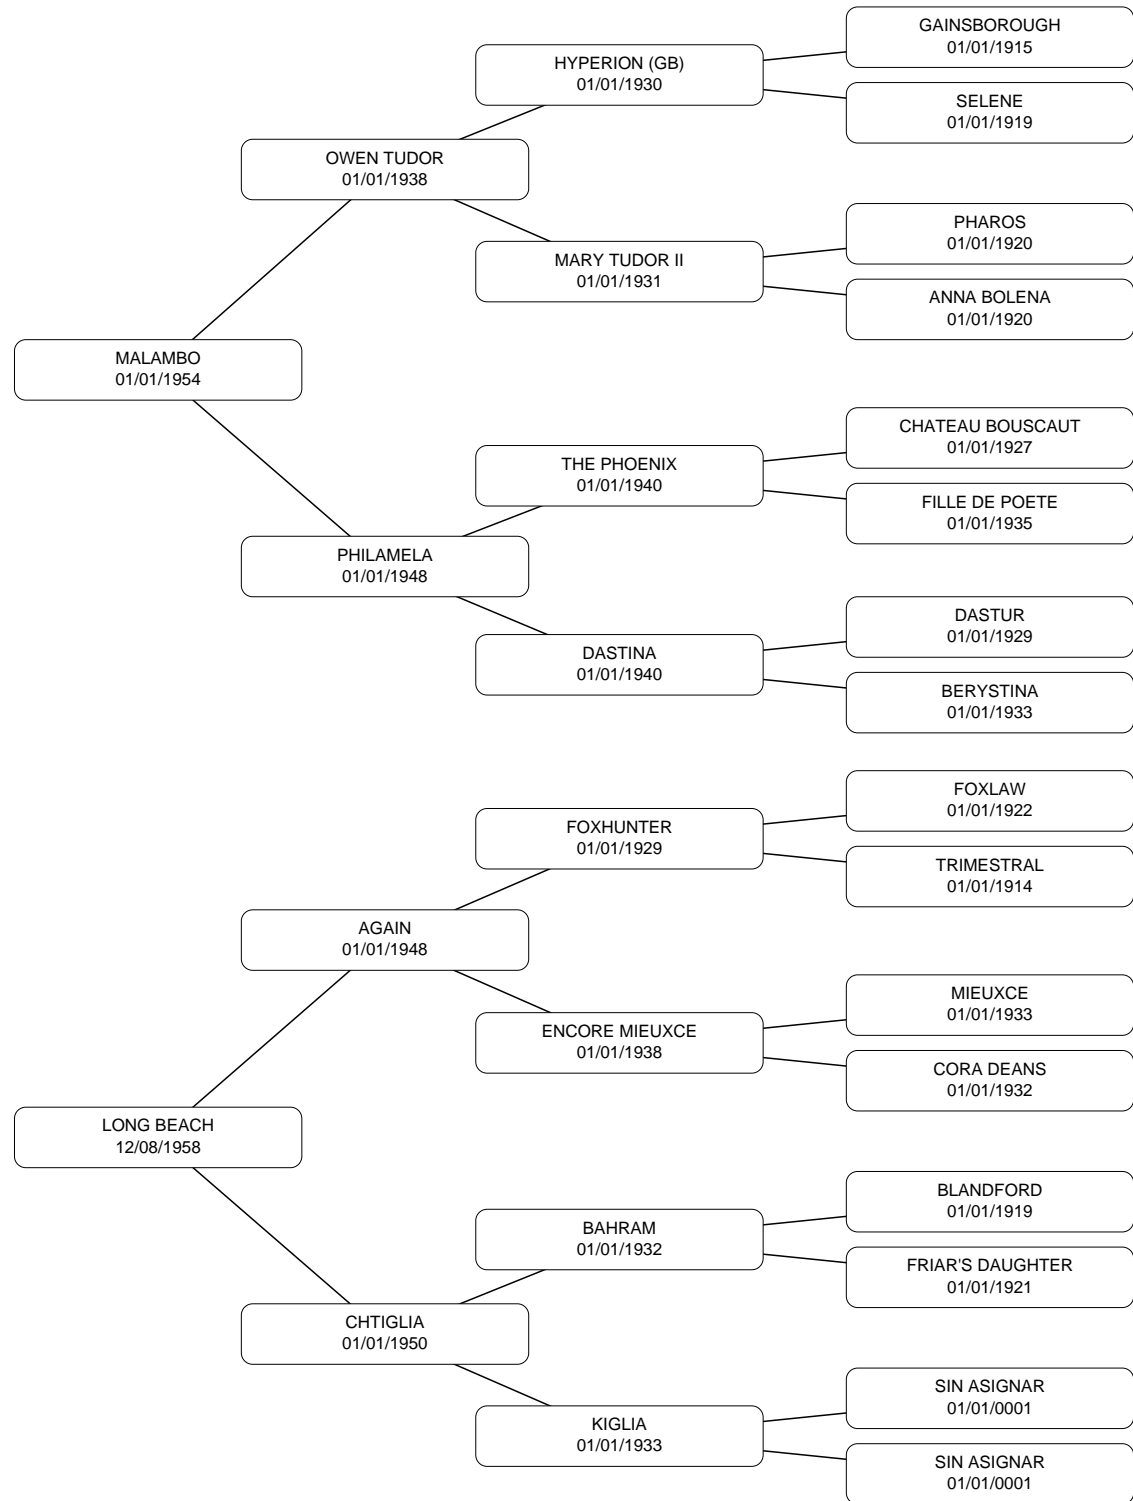 GAINSBOROUGH
01/01/1915
HYPERION (GB)
01/01/1930
SELENE
01/01/1919
OWEN TUDOR
01/01/1938
PHAROS
01/01/1920
MARY TUDOR II
01/01/1931
ANNA BOLENA
01/01/1920
MALAMBO
01/01/1954
CHATEAU BOUSCAUT
01/01/1927
THE PHOENIX
01/01/1940
FILLE DE POETE
01/01/1935
PHILAMELA
01/01/1948
DASTUR
01/01/1929
DASTINA
01/01/1940
BERYSTINA
01/01/1933
FOXLAW
01/01/1922
FOXHUNTER
01/01/1929
TRIMESTRAL
01/01/1914
AGAIN
01/01/1948
MIEUXCE
01/01/1933
ENCORE MIEUXCE
01/01/1938
CORA DEANS
01/01/1932
LONG BEACH
12/08/1958
BLANDFORD
01/01/1919
BAHRAM
01/01/1932
FRIAR'S DAUGHTER
01/01/1921
CHTIGLIA
01/01/1950
SIN ASIGNAR
01/01/0001
KIGLIA
01/01/1933
SIN ASIGNAR
01/01/0001